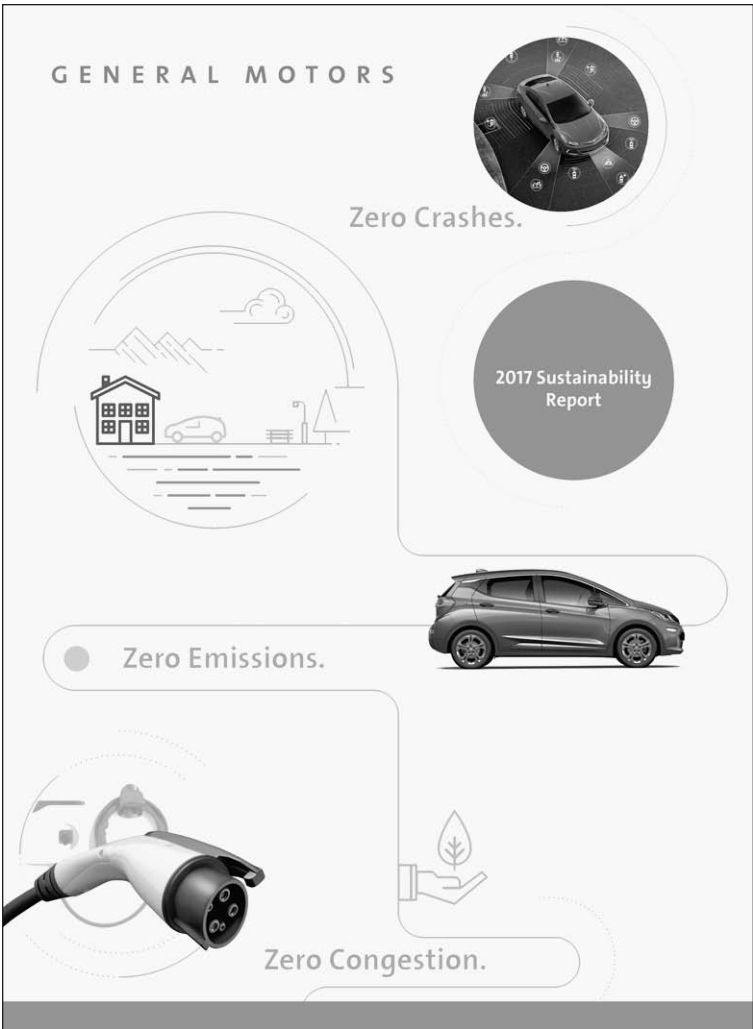 GENERAL MOTORS
Zero Crashes.
2017 Sustainability
Report
Zero Emissions.
Zero Congestion.